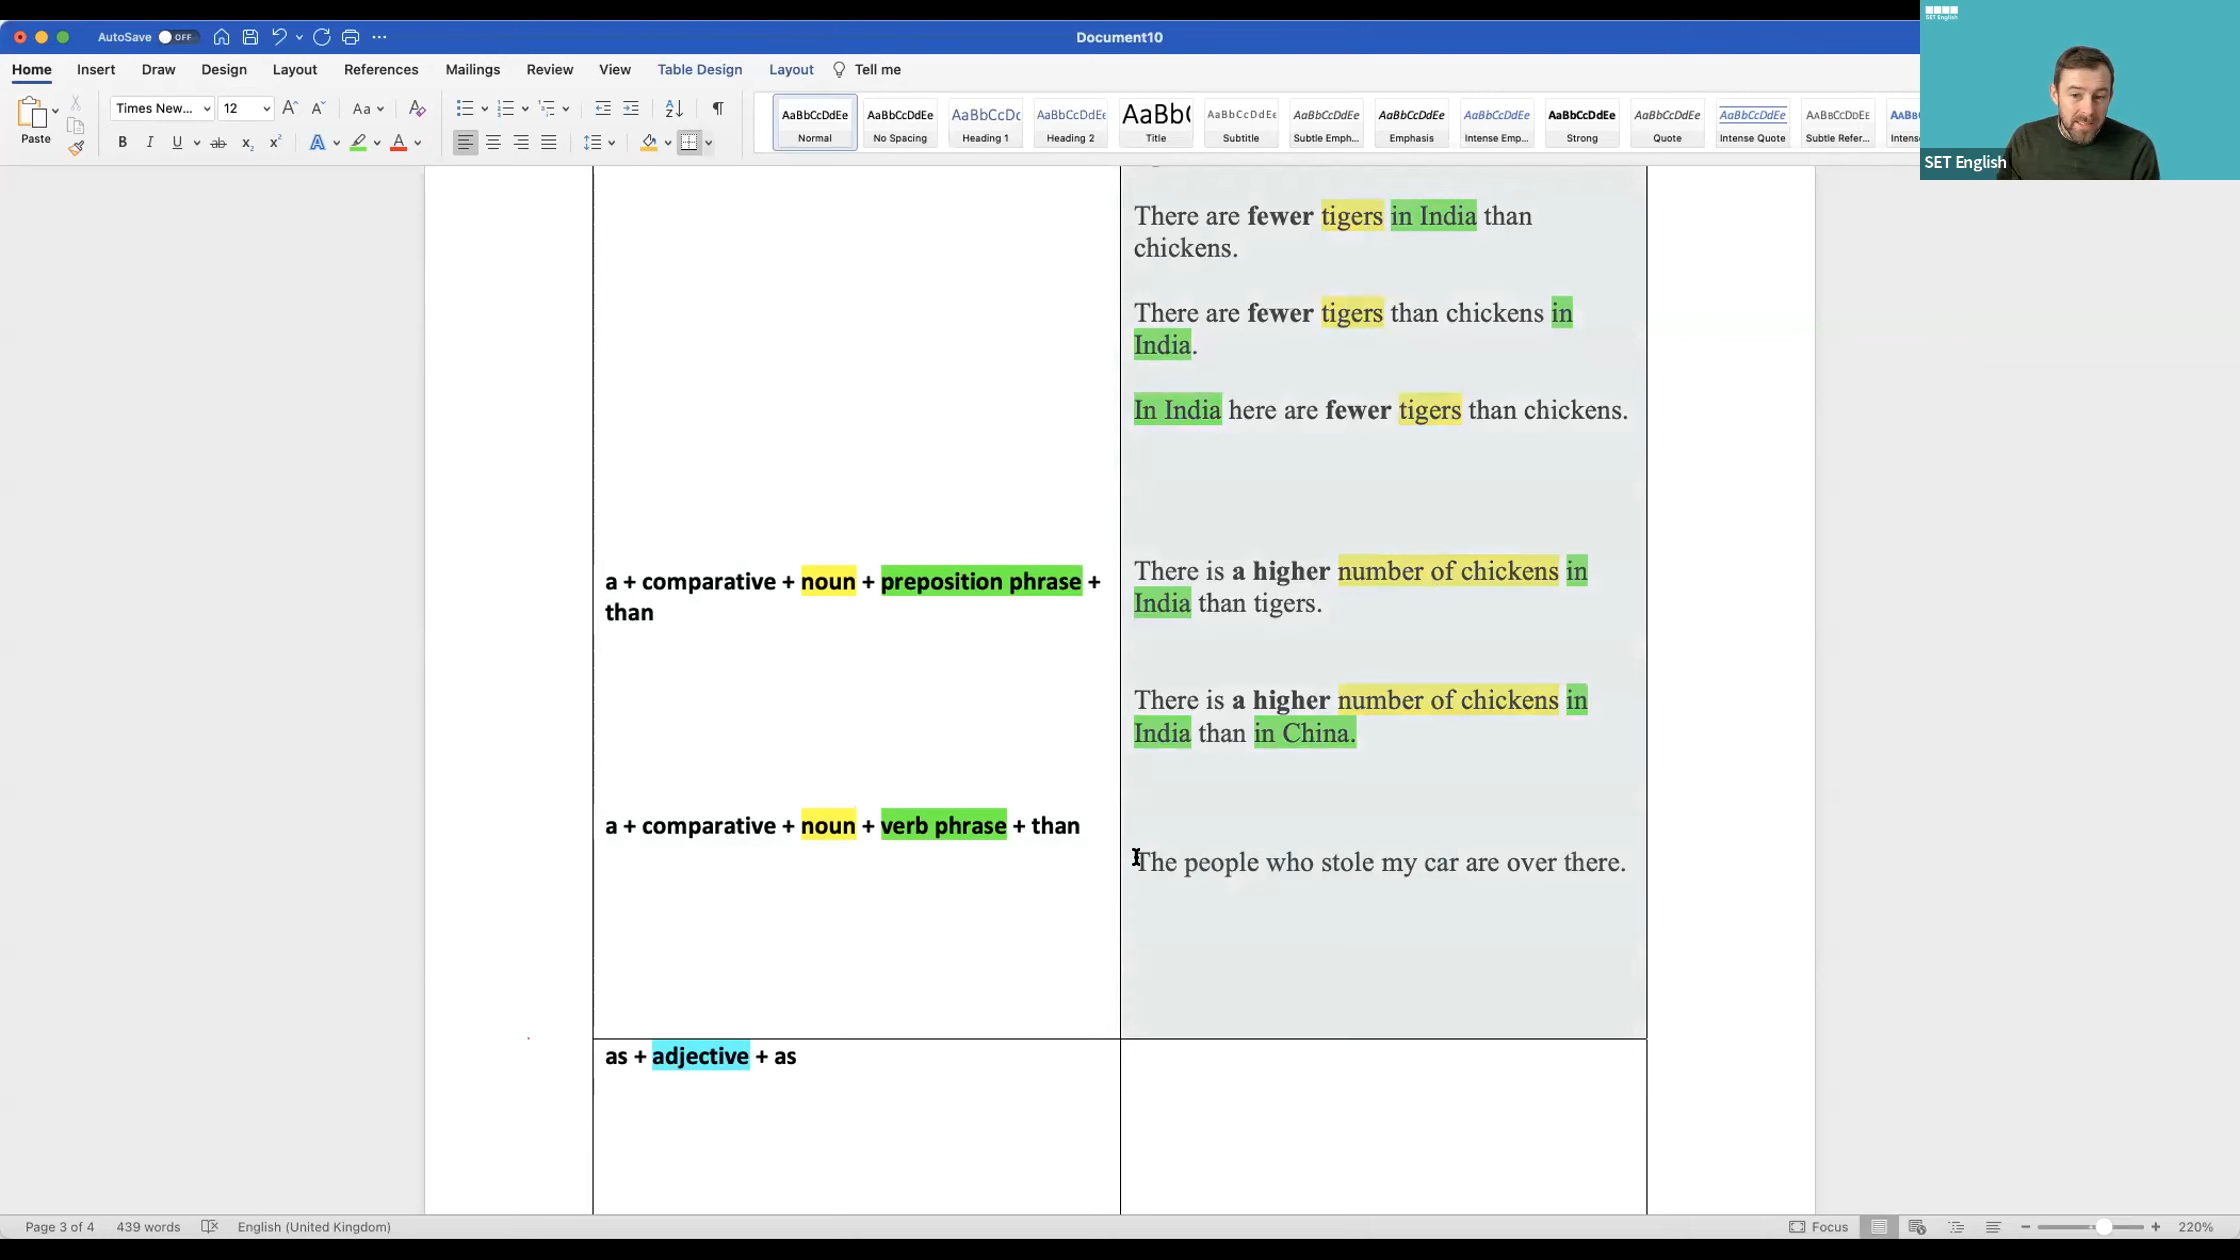 AutoSave OFF
Document10
Home Insert Draw Design Layout References Mailings Review View Table Design Layout Tell me
Paste
Times New... 12
AaBbCcDdEe AaBbCcDdEe AaBbCcDc AaBbCcDdEe AaBb( AaBbCcDdEe AaBbCcDdEe AaBbCcDdEe AaBbCcDdEe AaBbCcDdEe AaBbCcDdEe AaBbCcDdEe AaBbCcDdEe AaBb
Normal No Spacing Heading 1 Heading 2 Title Subtitle Subtle Emph... Emphasis Intense Emp... Strong Quote Intense Quote Subtle Refer... Intens
SET English
SET English
There are fewer tigers in India than
chickens.
There are fewer tigers than chickens in
India.
In India here are fewer tigers than chickens.
a + comparative + noun + preposition phrase +
than
There is a higher number of chickens in
India than tigers.
There is a higher number of chickens in
India than in China.
a + comparative + noun + verb phrase + than
The people who stole my car are over there.
as + adjective + as
Page 3 of 4 439 words English (United Kingdom) Focus 220%